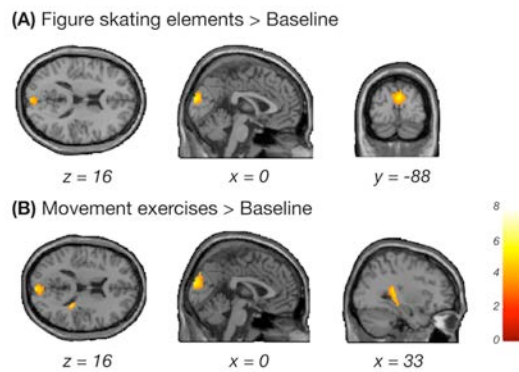 (A) Figure skating elements > Baseline
z = 16 x = 0 y = -88
(B) Movement exercises > Baseline
8
6
4
2
0
z = 16 x = 0 x = 33